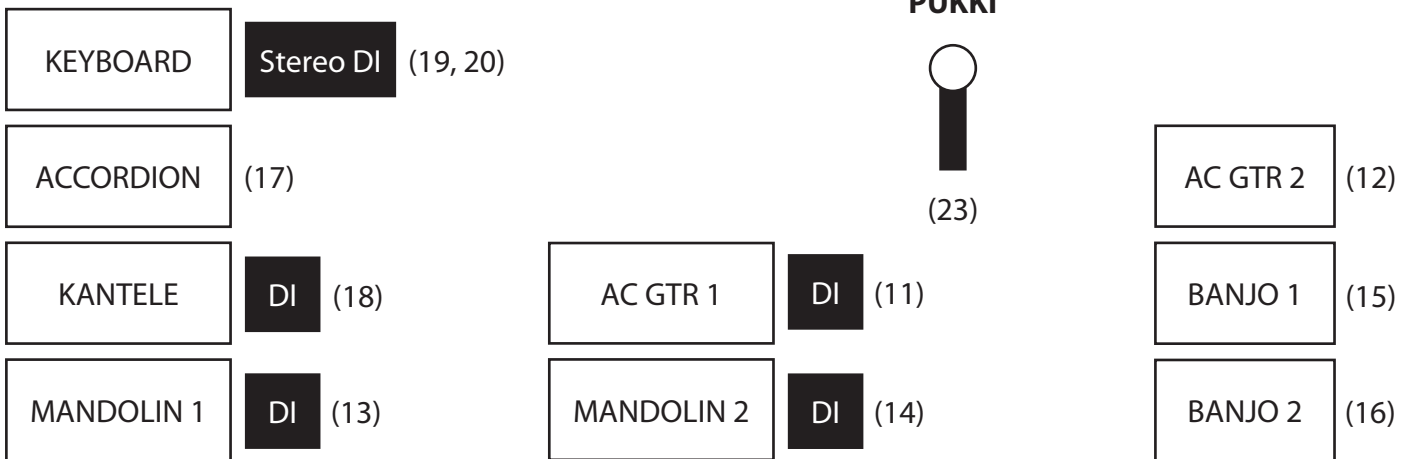 PUKKI
KEYBOARD Stereo DI (19, 20)
ACCORDION (17)
AC GTR 2 (12)
(23)
KANTELE DI (18)
AC GTR 1 DI (11)
BANJO 1 (15)
MANDOLIN 1 DI (13)
MANDOLIN 2 DI (14)
BANJO 2 (16)